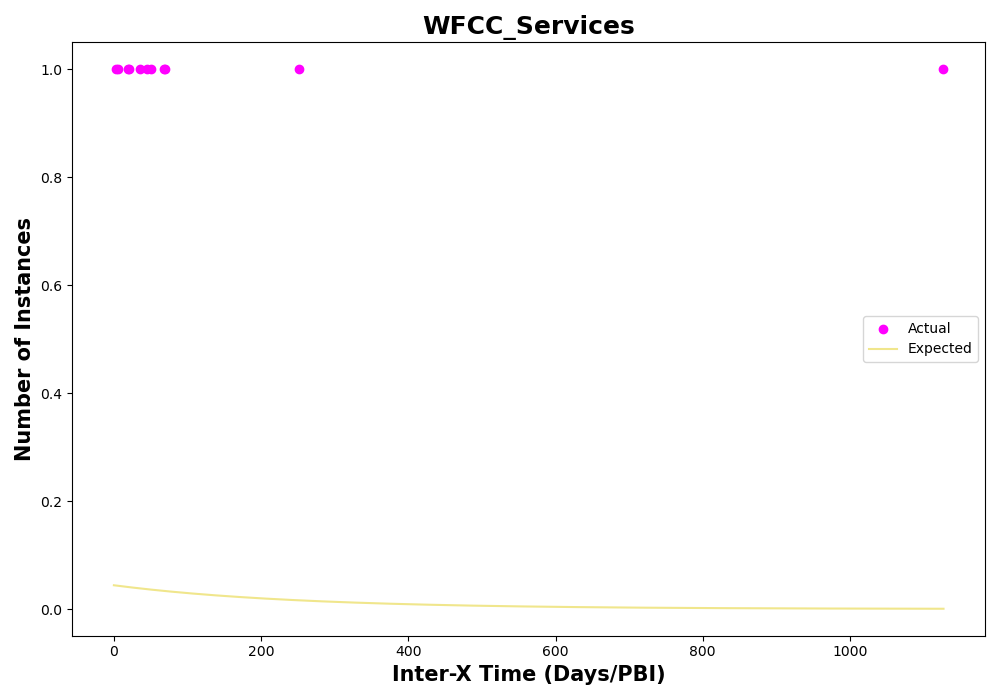 WFCC_Services
1.0
0.8
0.6
0.4
0.2
0.0
Number of Instances
Actual
Expected
0 200 400 600 800 1000
Inter-X Time (Days/PBI)